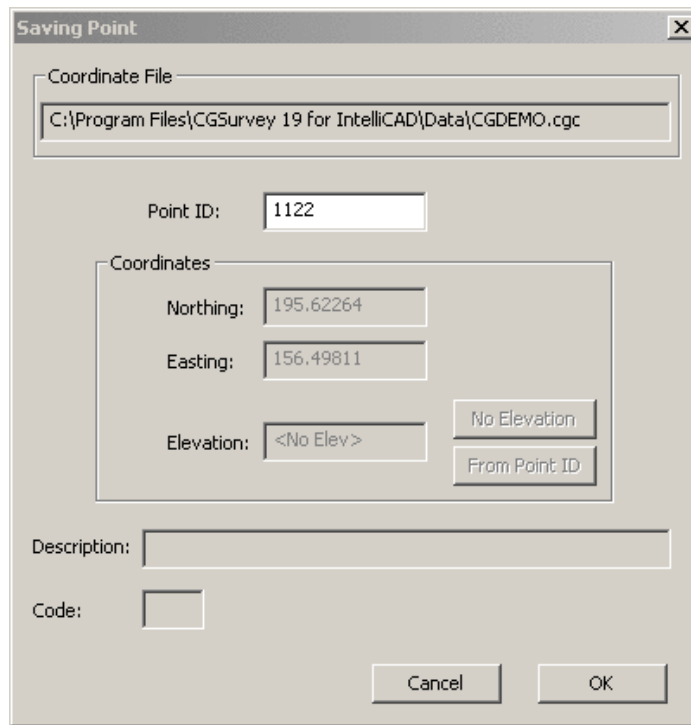 Saving Point
Coordinate File
C:\Program Files\CGSurvey 19 for IntelliCAD\Data\CGDEMO.cgc
Point ID: 1122
Coordinates
Northing: 195.62264
Easting: 156.49811
No Elevation
Elevation: <No Elev>
From Point ID
Description:
Code:
Cancel OK